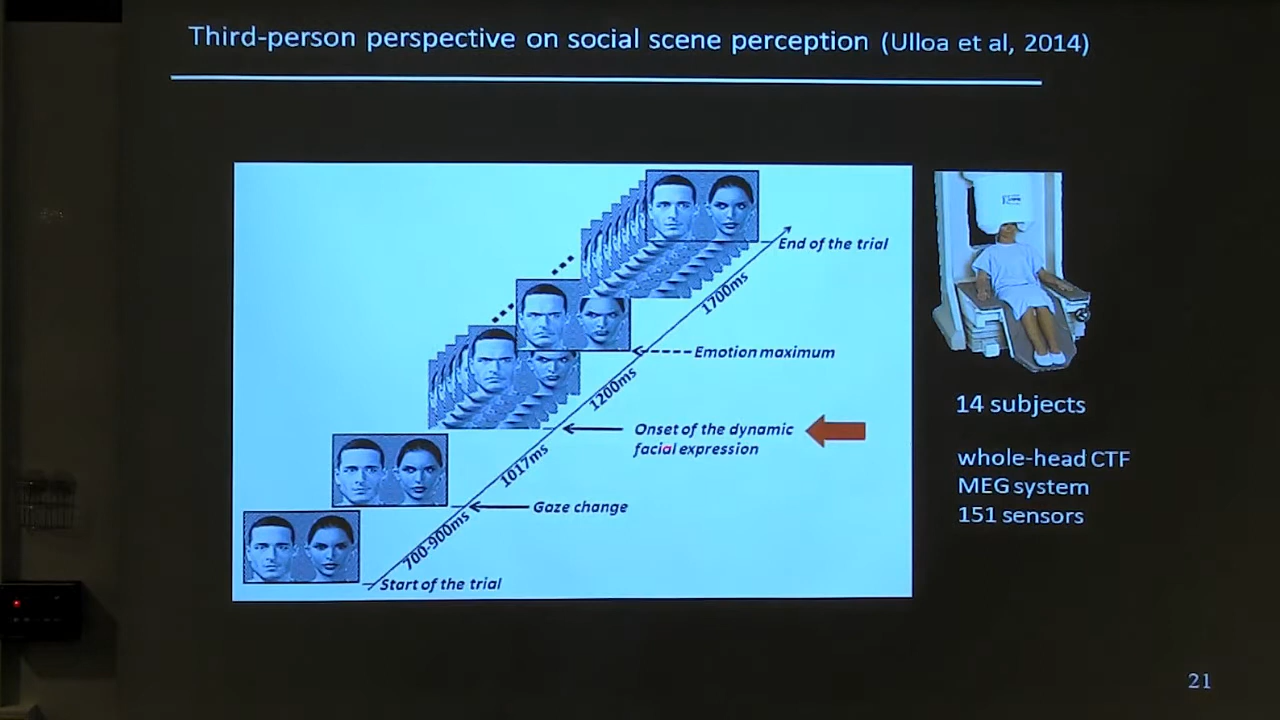 Third-person perspective on social scene perception (Ulloa et al, 2014)
End of the trial
1700ms
Emotion maximum
1200ms
Onset of the dynamic
facial expression
1017ms
Gaze change
700-900ms
Start of the trial
14 subjects
whole-head CTF
MEG system
151 sensors
21